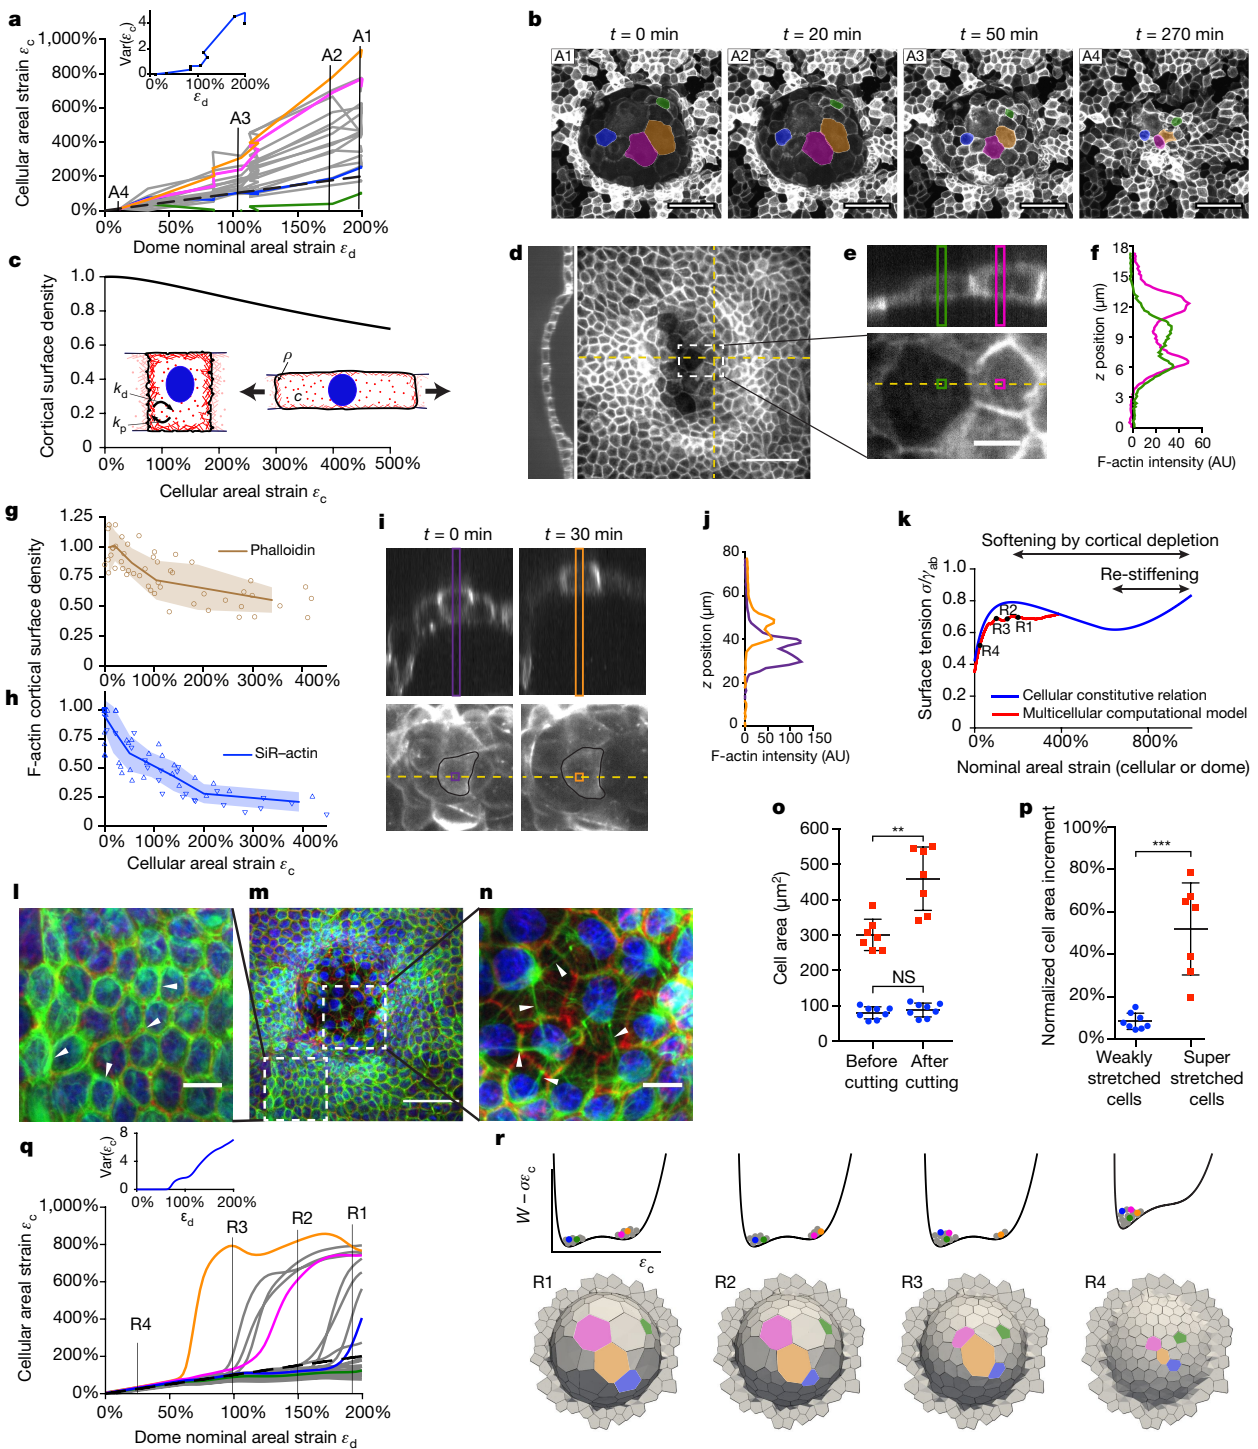 a
Cellular areal strain εc
1,000%
800%
600%
400%
200%
0%
Var(εc)
4
2
0
0%
100%
200%
εd
A1
A2
A3
A4
0%
50%
100%
150%
200%
Dome nominal areal strain εd
b
t = 0 min
t = 20 min
t = 50 min
t = 270 min
A1
A2
A3
A4
c
Cortical surface density
1.0
0.8
0.6
0.4
0.2
0
kd
kp
ρ
c
0%
100%
200%
300%
400%
500%
Cellular areal strain εc
d
e
f
z position (μm)
18
15
12
9
6
3
0
0
20
40
60
F-actin intensity (AU)
g
F-actin cortical surface density
1.25
1.00
0.75
0.50
0.25
0
Phalloidin
0%
100%
200%
300%
400%
h
1.00
0.75
0.50
0.25
0
SiR–actin
0%
100%
200%
300%
400%
Cellular areal strain εc
i
t = 0 min
t = 30 min
j
z position (μm)
80
60
40
20
0
0
50
100
150
F-actin intensity (AU)
k
Softening by cortical depletion
Re-stiffening
Surface tension σ/γab
1.0
0.8
0.6
0.4
0.2
0
R2
R3
R1
R4
Cellular constitutive relation
Multicellular computational model
0%
400%
800%
Nominal areal strain (cellular or dome)
l
m
n
o
Cell area (μm2)
600
500
400
300
200
100
0
**
NS
Before cutting
After cutting
p
Normalized cell area increment
100%
80%
60%
40%
20%
0%
***
Weakly stretched cells
Super stretched cells
q
Var(εc)
8
4
0
0%
100%
200%
εd
Cellular areal strain εc
1,000%
800%
600%
400%
200%
0%
R4
R3
R2
R1
0%
50%
100%
150%
200%
Dome nominal areal strain εd
r
W − σεc
εc
R1
R2
R3
R4